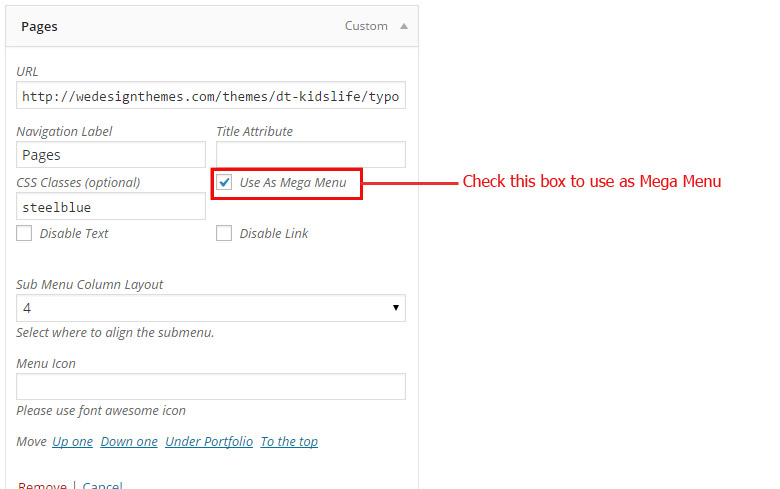 Pages Custom
URL
http://wedesignthemes.com/themes/dt-kidslife/typo
Navigation Label Title Attribute
Pages
CSS Classes (optional) Use As Mega Menu Check this box to use as Mega Menu
steelblue
Disable Text Disable Link
Sub Menu Column Layout
4
Select where to align the submenu.
Menu Icon
Please use font awesome icon
Move Up one Down one Under Portfolio To the top
Remove | Cancel